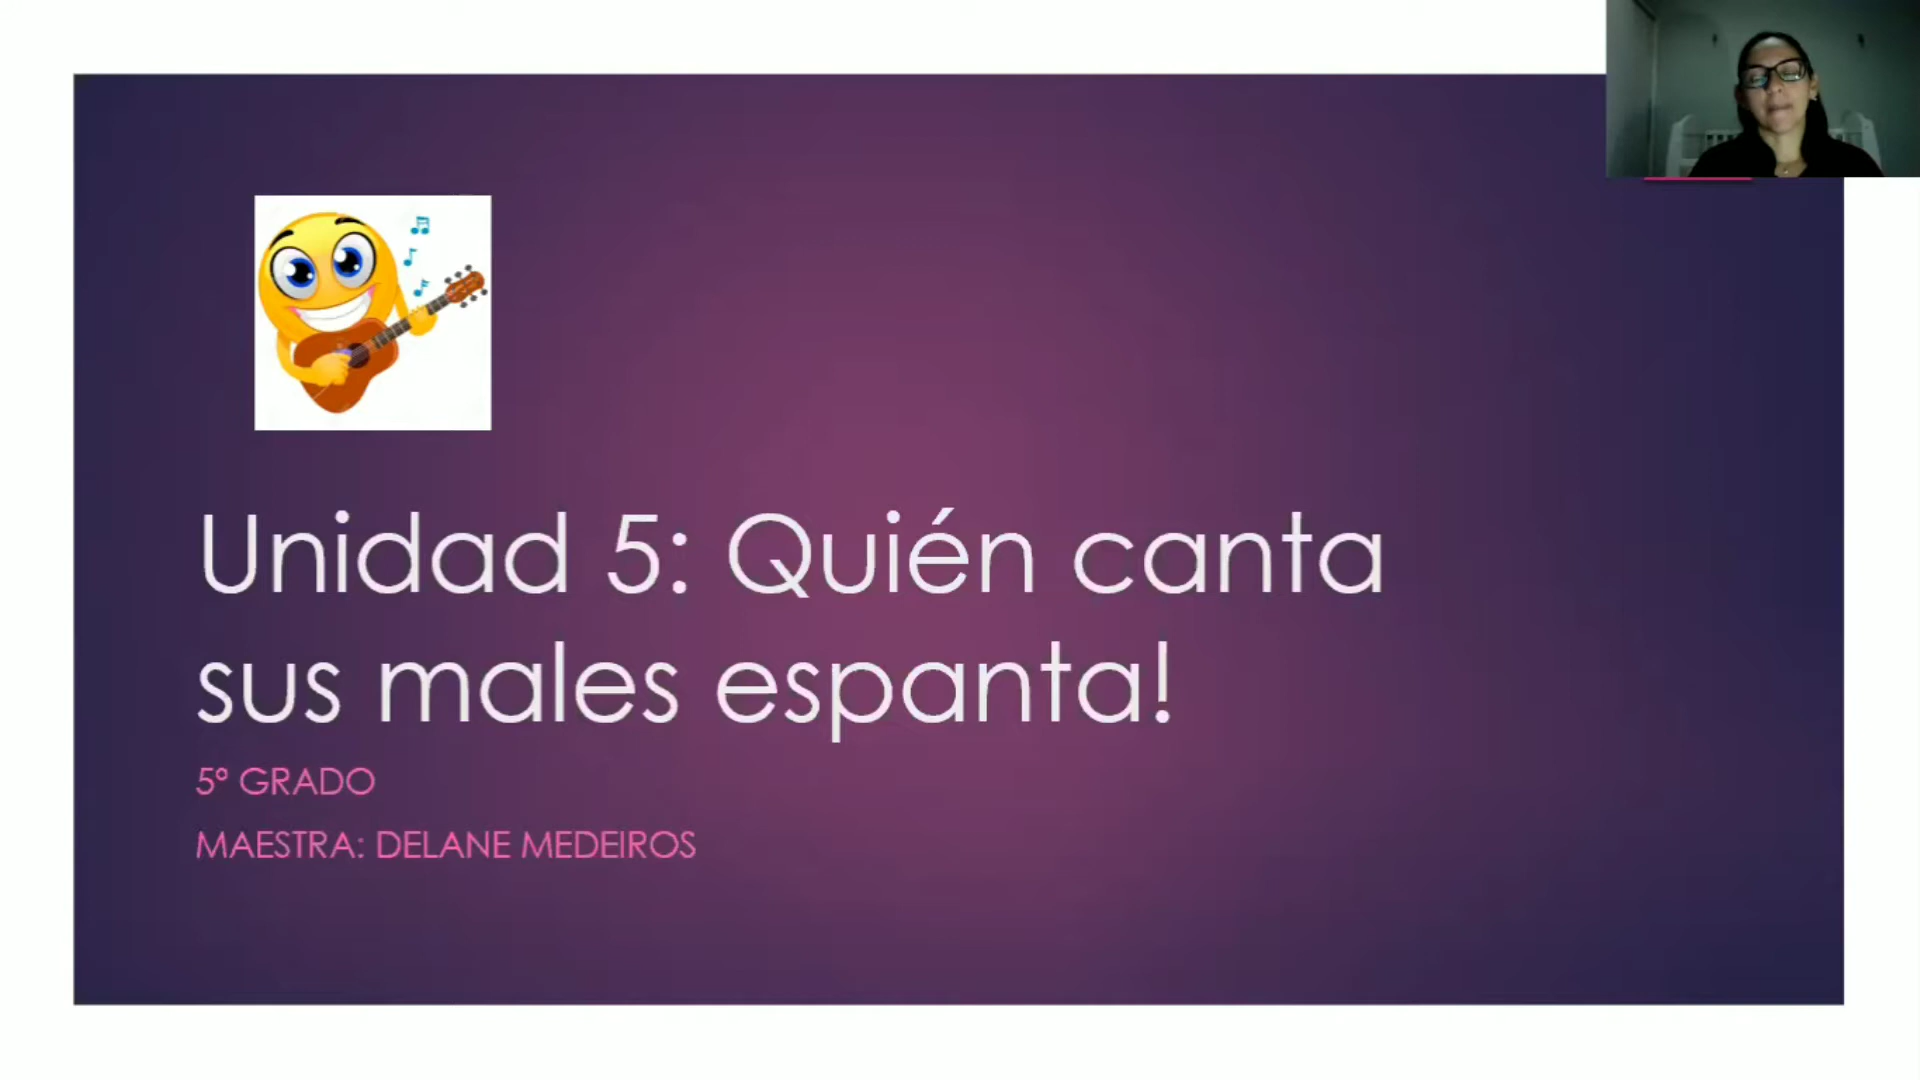 Unidad 5: Quién canta
sus males espanta!
5º GRADO
MAESTRA: DELANE MEDEIROS